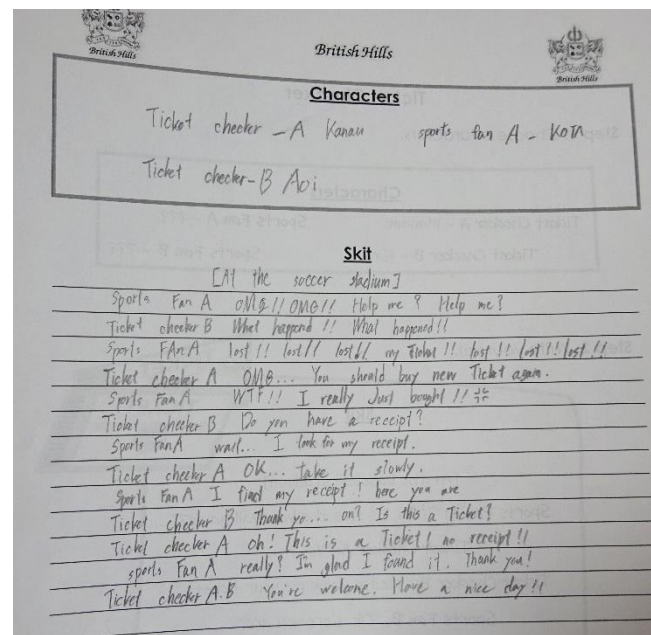 British Hills
British Hills
British Hills
Characters
Ticket checker - A Kanau sports fan A - KOTA
Ticket checker - B Aoi
Skit
[At the soccer stadium]
Sports Fan A OMG!! OMG!! Help me? Help me?
Ticket checker B What happend!! What happened!!
Sports FAn A lost!! lost!! lost!! my Ticket!! lost!! lost!! lost!!
Ticket checker A OMG... You should buy new Ticket again.
Sports Fan A WTF!! I really Just bought!!
Ticket checker B Do you have a receipt?
Sports Fan A wait... I look for my receipt.
Ticket checker A OK... take it slowly.
Sports Fan A I find my receipt! here you are
Ticket checker B Thank yo... on? Is this a Ticket?
Ticket checker A oh! This is a Ticket! no receipt!!
sports Fan A really? I'm glad I found it. Thank you!
Ticket checker A.B You're welcome. Have a nice day!!